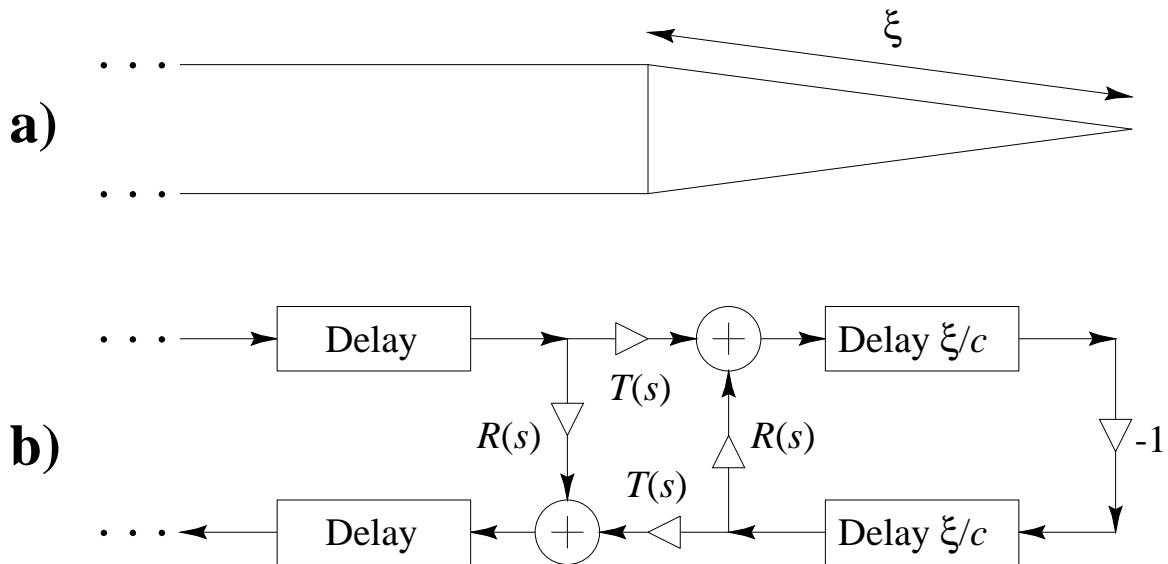 ξ
. . .
a)
. . .
. . .
Delay
+
Delay ξ/c
T(s)
R(s)
R(s)
-1
b)
T(s)
. . .
Delay
+
Delay ξ/c